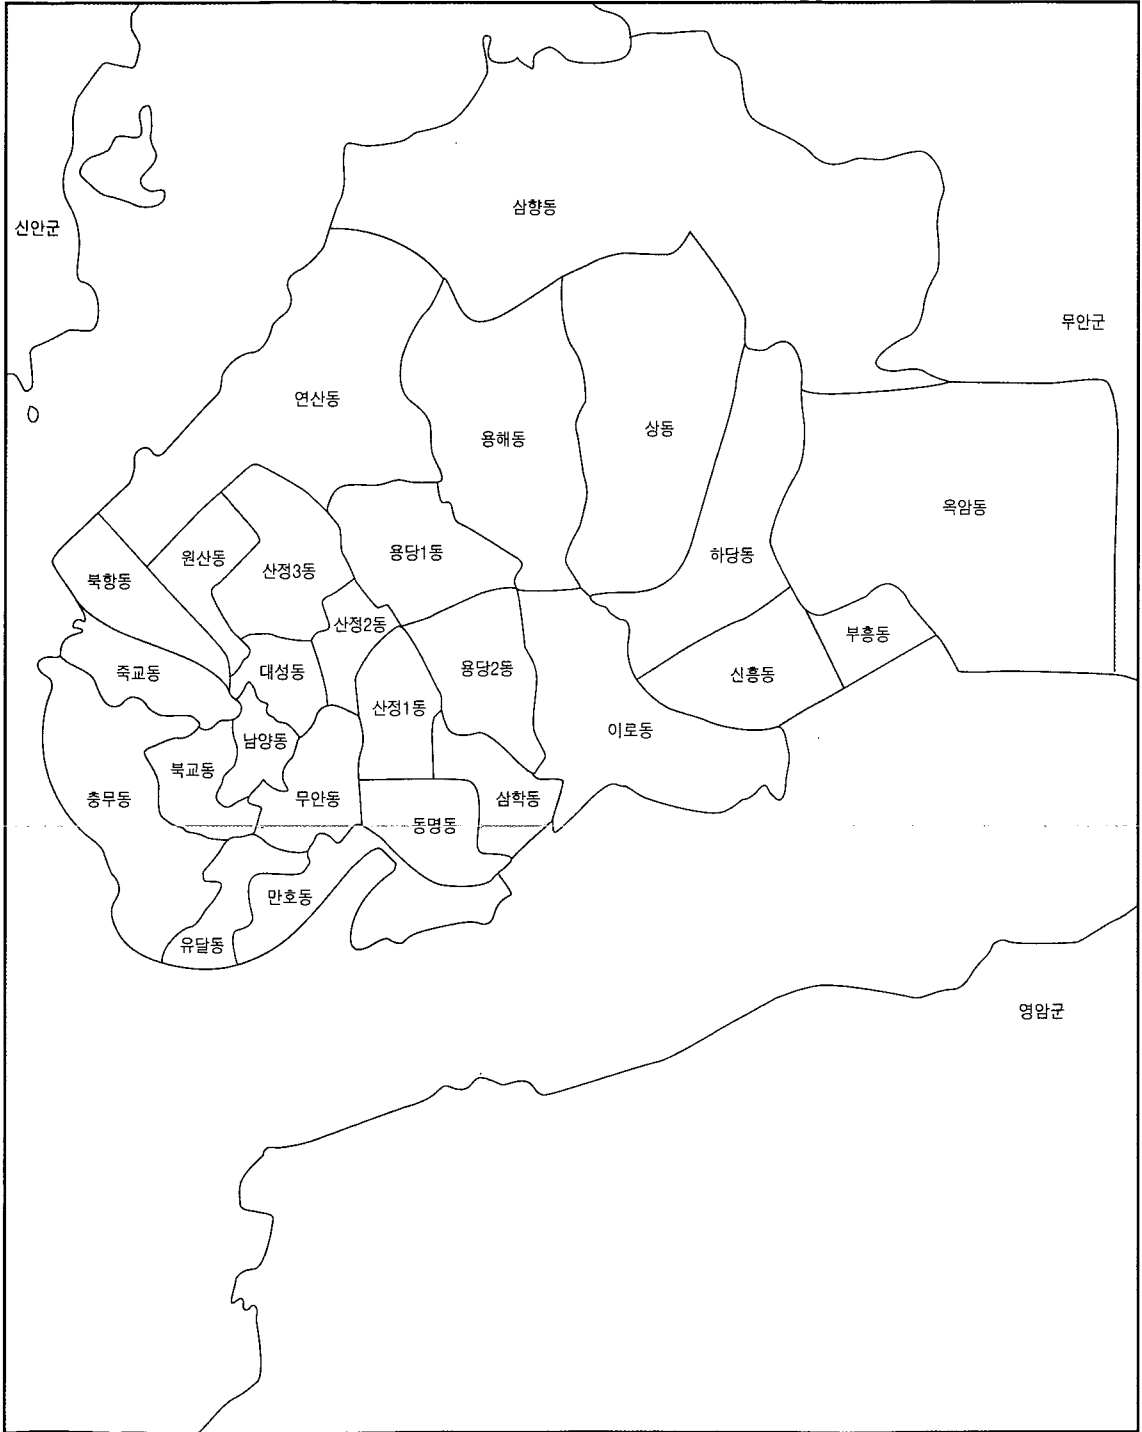 삼향동
신안군
무안군
연산동
상동
용해동
옥암동
용당1동
하당동
원산동
산정3동
북항동
산정2동
부흥동
용당2동
죽교동
대성동
신흥동
산정1동
이로동
남양동
북교동
충무동
무안동
삼학동
동명동
만호동
유달동
영암군